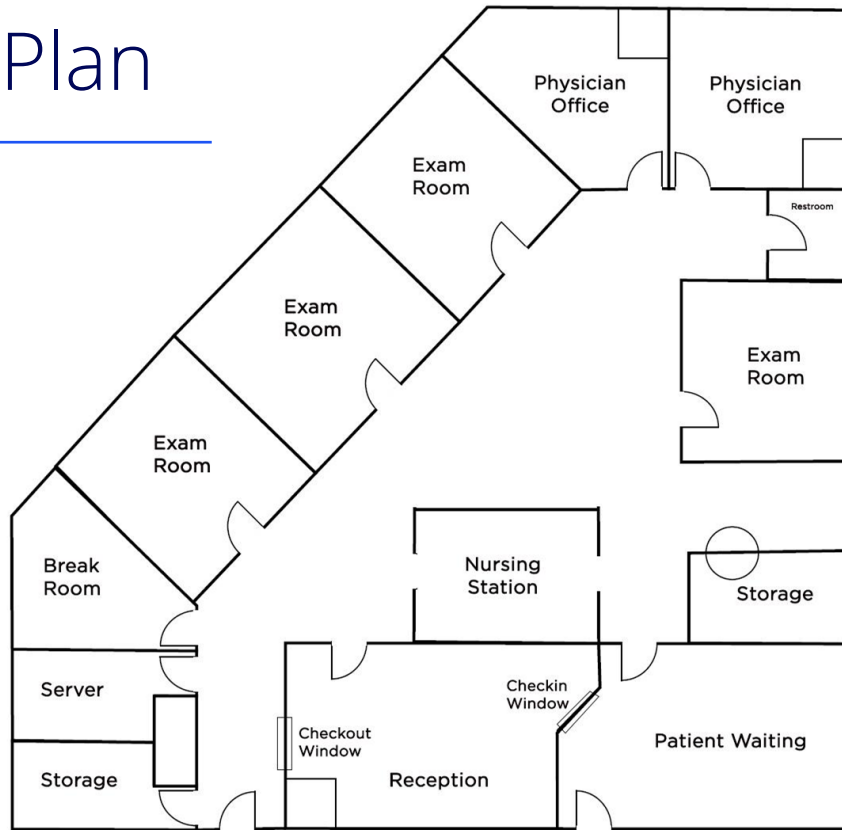 Plan
Physician
Office
Physician
Office
Exam
Room
Restroom
Exam
Room
Exam
Room
Exam
Room
Break
Room
Nursing
Station
Storage
Server
Checkin
Window
Checkout
Window
Patient Waiting
Storage
Reception